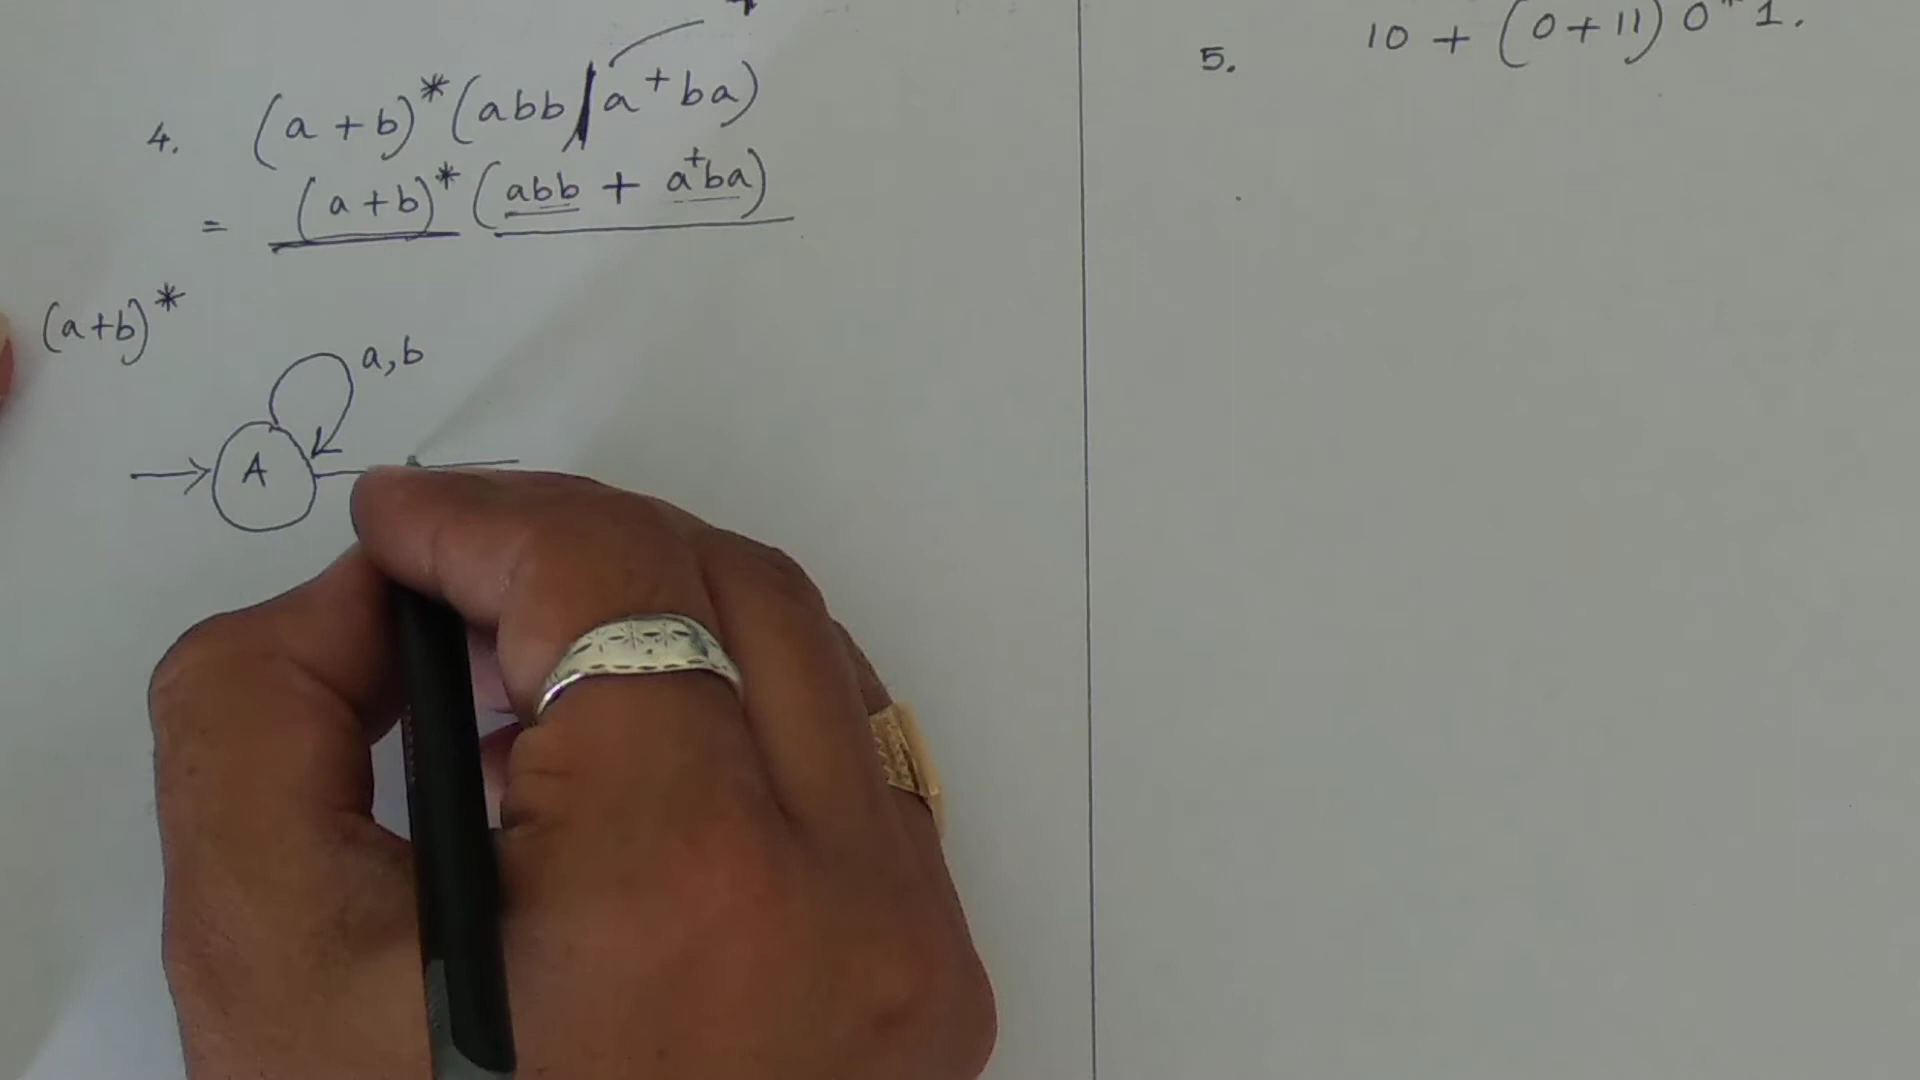 4. (a + b)* (abb | a⁺ba)
= (a + b)* (abb + a⁺ba)
(a+b)*
a, b
A
5. 10 + (0 + 11) 0* 1.